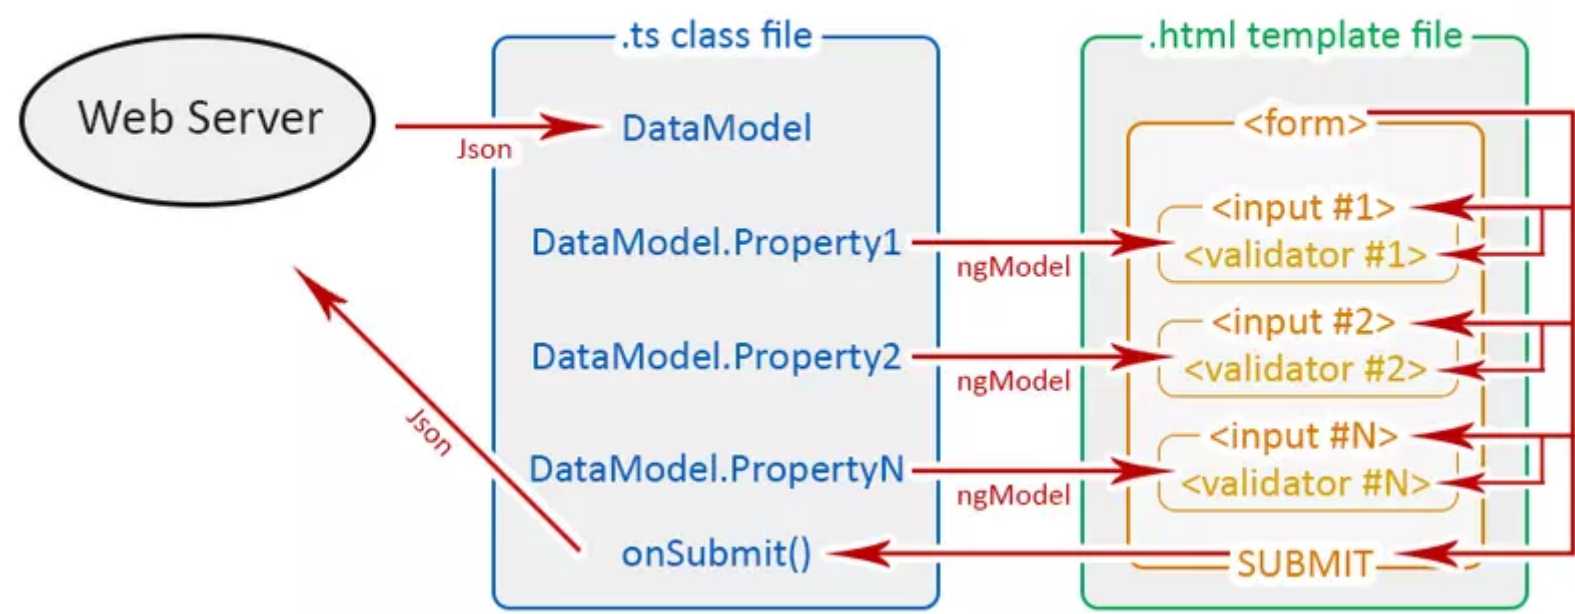 .ts class file
.html template file
Web Server
Json
DataModel
<form>
DataModel.Property1
ngModel
<input #1>
<validator #1>
DataModel.Property2
ngModel
<input #2>
<validator #2>
Json
DataModel.PropertyN
ngModel
<input #N>
<validator #N>
onSubmit()
SUBMIT